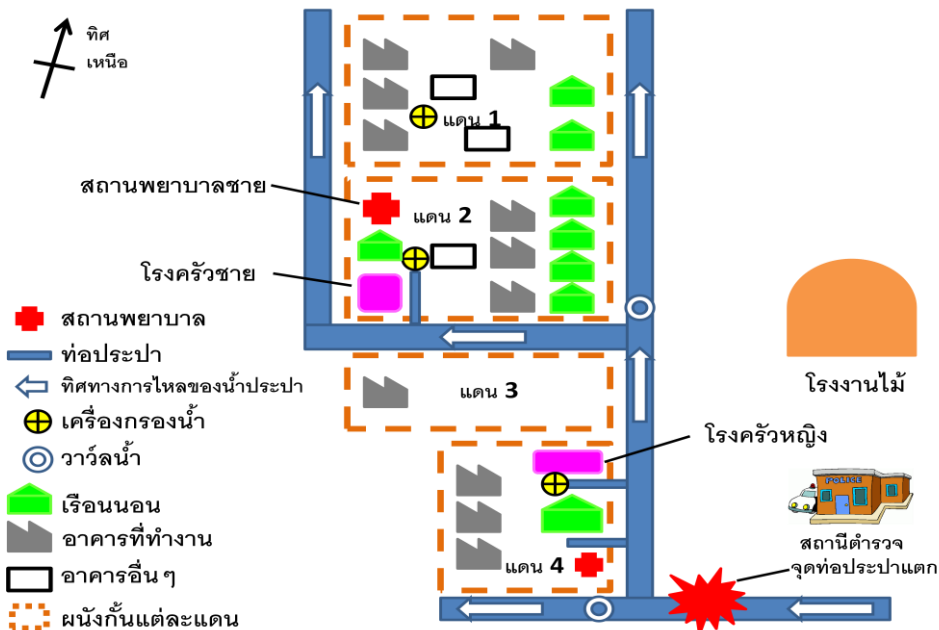 ทิศ
เหนือ
แดน 1
สถานพยาบาลชาย
แดน 2
โรงครัวชาย
สถานพยาบาล
ท่อประปา
ทิศทางการไหลของน้ำประปา
เครื่องกรองน้ำ
วาว์ลน้ำ
เรือนนอน
อาคารที่ทำงาน
อาคารอื่น ๆ
ผนังกั้นแต่ละแดน
แดน 3
โรงงานไม้
โรงครัวหญิง
POLICE
สถานีตำรวจ
จุดท่อประปาแตก
แดน 4